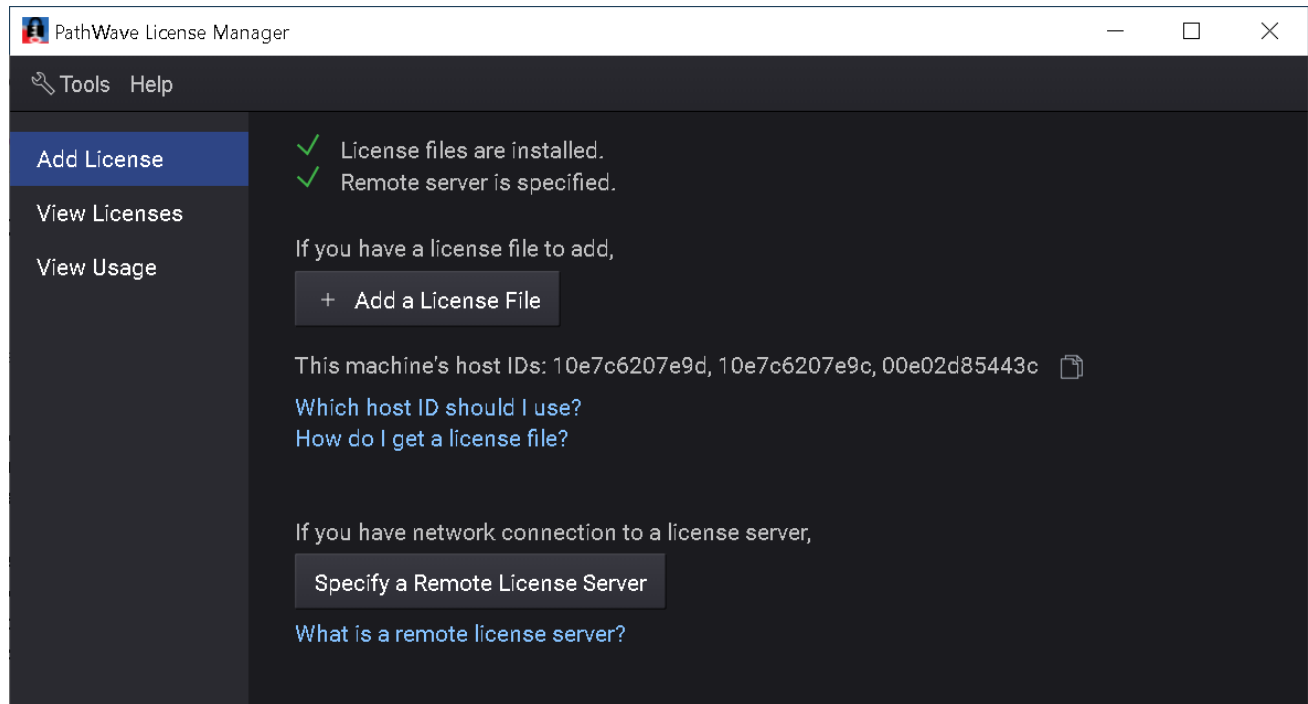 PathWave License Manager
Tools Help
Add License
View Licenses
View Usage
License files are installed.
Remote server is specified.
If you have a license file to add,
+ Add a License File
This machine's host IDs: 10e7c6207e9d, 10e7c6207e9c, 00e02d85443c
Which host ID should I use?
How do I get a license file?
If you have network connection to a license server,
Specify a Remote License Server
What is a remote license server?